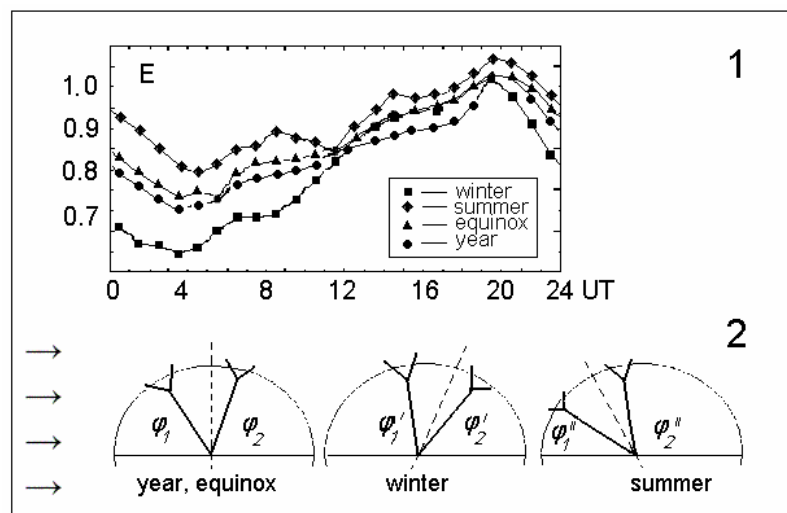 1
E
1.0
0.9
0.8
0.7
winter
summer
equinox
year
0 4 8 12 16 20 24 UT
2
→
→
→
→
φ1 φ2
φ1' φ2'
φ1'' φ2''
year, equinox winter summer